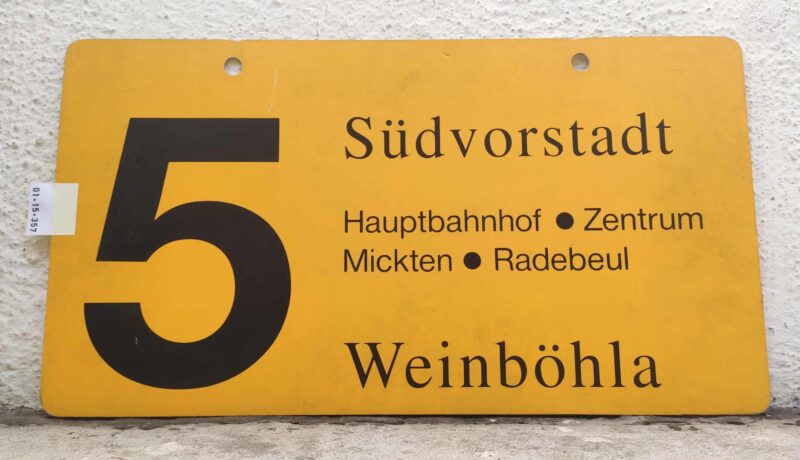 5
Südvorstadt
Hauptbahnhof ● Zentrum
Mickten ● Radebeul
Weinböhla
01-15-357